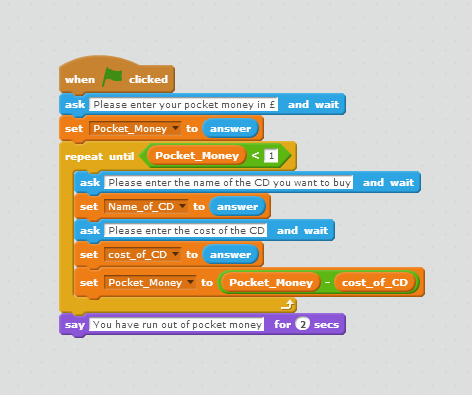 when clicked
ask Please enter your pocket money in £ and wait
set Pocket_Money to answer
repeat until Pocket_Money < 1
ask Please enter the name of the CD you want to buy and wait
set Name_of_CD to answer
ask Please enter the cost of the CD and wait
set cost_of_CD to answer
set Pocket_Money to Pocket_Money - cost_of_CD
say You have run out of pocket money for 2 secs